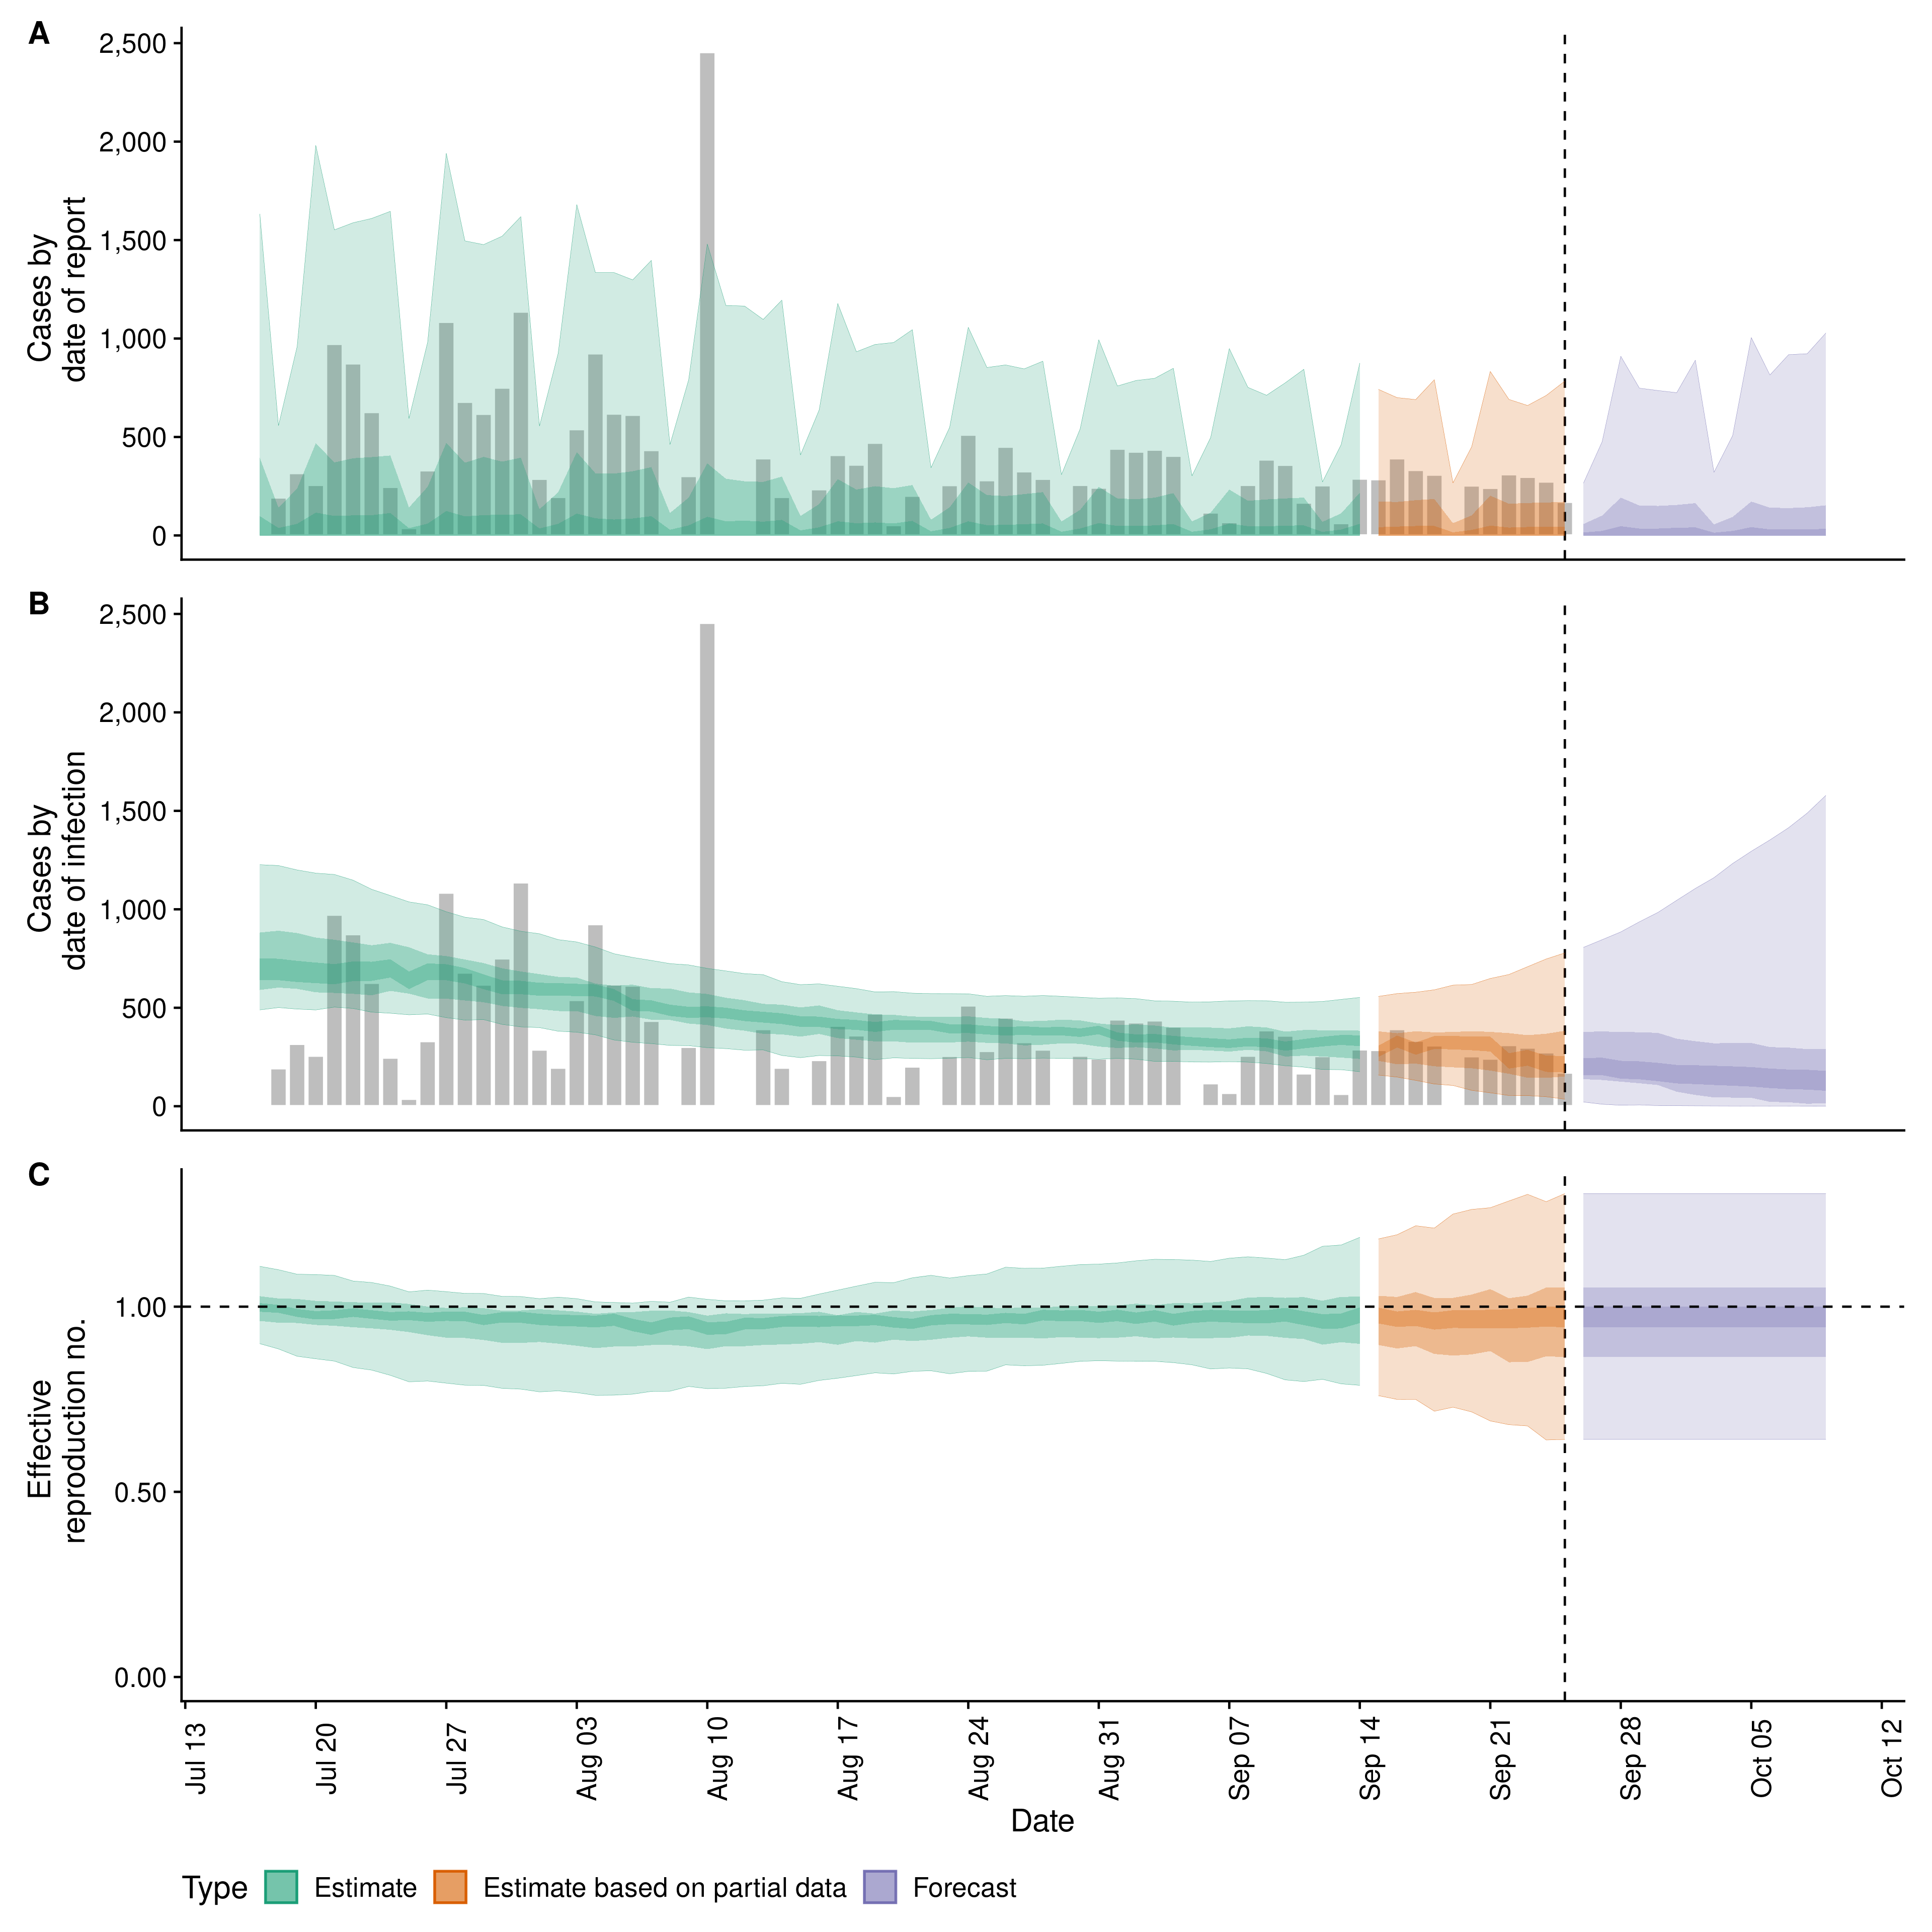 A
2,500
2,000
1,500
1,000
500
0
Cases by
date of report
B
2,500
2,000
1,500
1,000
500
0
Cases by
date of infection
C
1.00
0.50
0.00
Effective
reproduction no.
Jul 13
Jul 20
Jul 27
Aug 03
Aug 10
Aug 17
Aug 24
Aug 31
Sep 07
Sep 14
Sep 21
Sep 28
Oct 05
Oct 12
Date
Type Estimate Estimate based on partial data Forecast